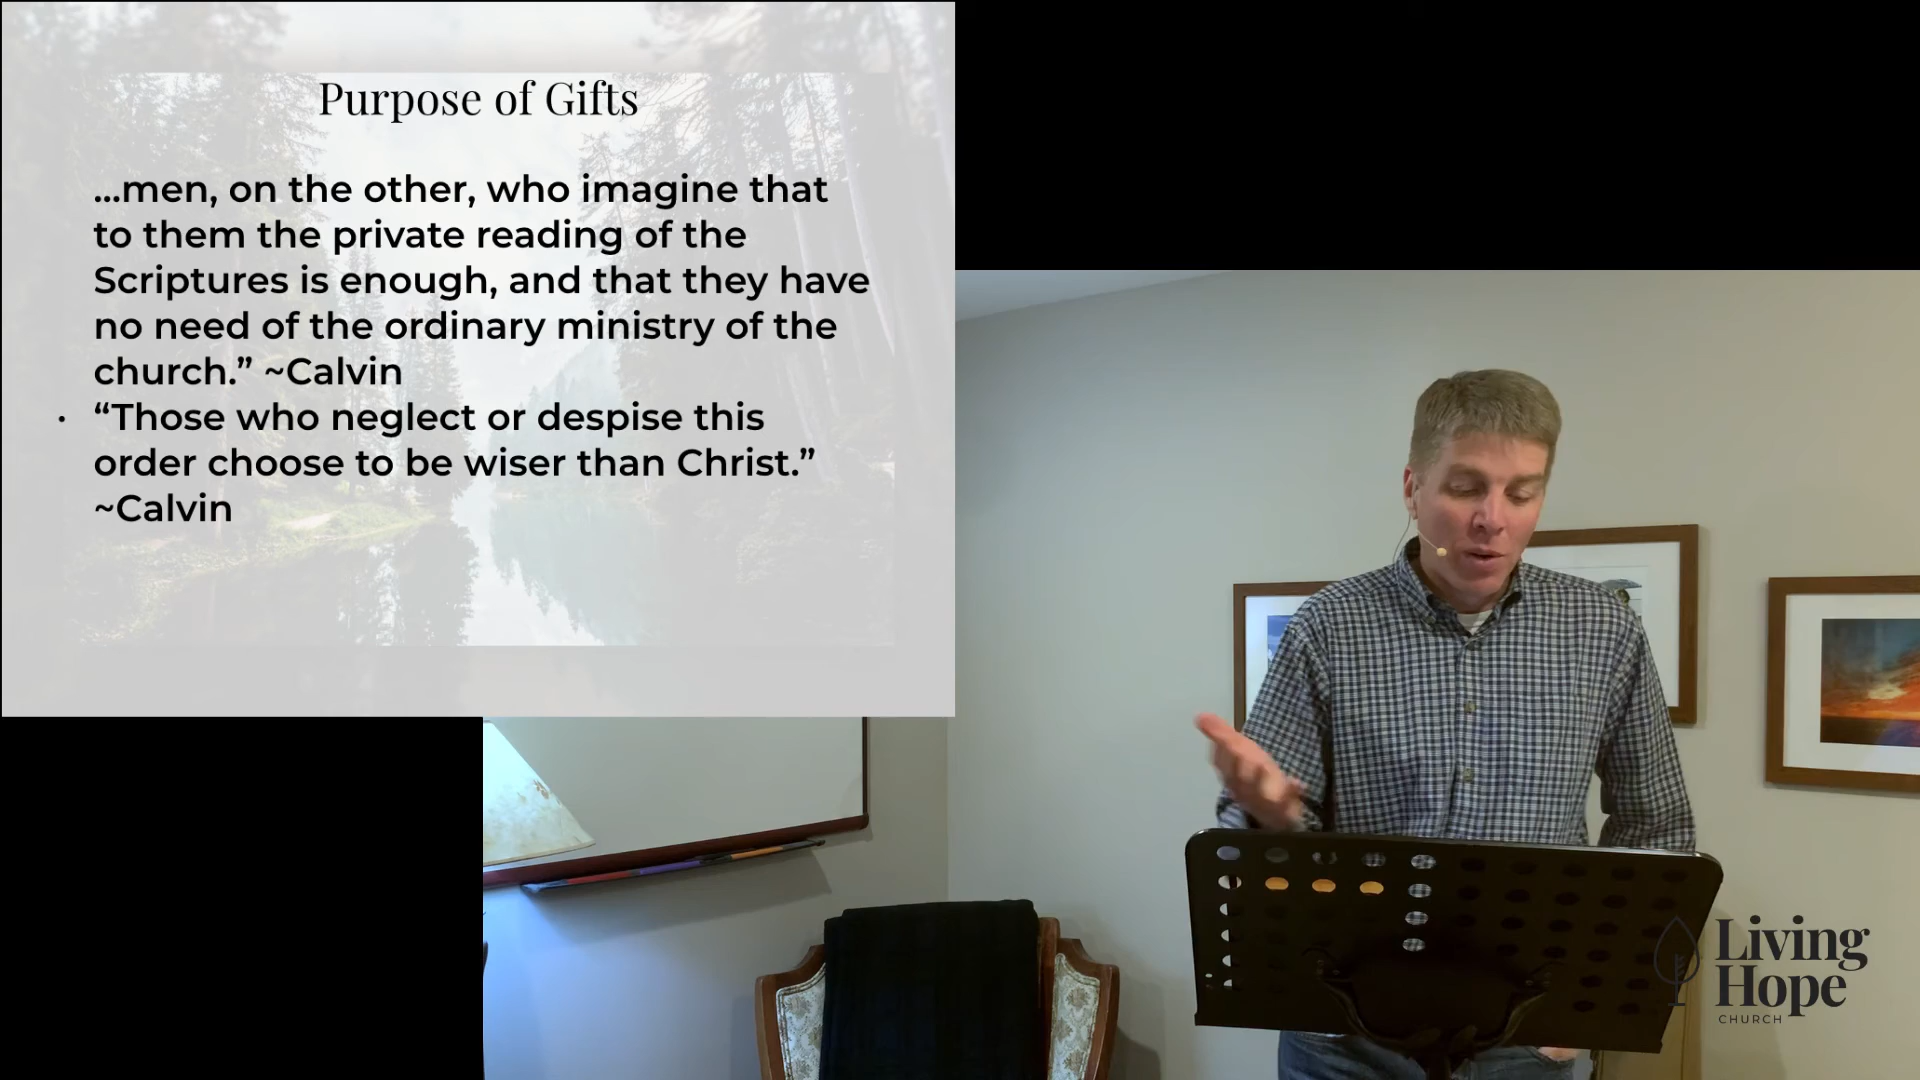 Purpose of Gifts
...men, on the other, who imagine that
to them the private reading of the
Scriptures is enough, and that they have
no need of the ordinary ministry of the
church.” ~Calvin
• “Those who neglect or despise this
order choose to be wiser than Christ.”
~Calvin
Living
Hope
CHURCH